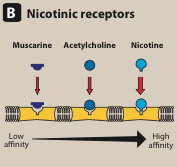 B Nicotinic receptors
Muscarine Acetylcholine Nicotine
Low affinity High affinity